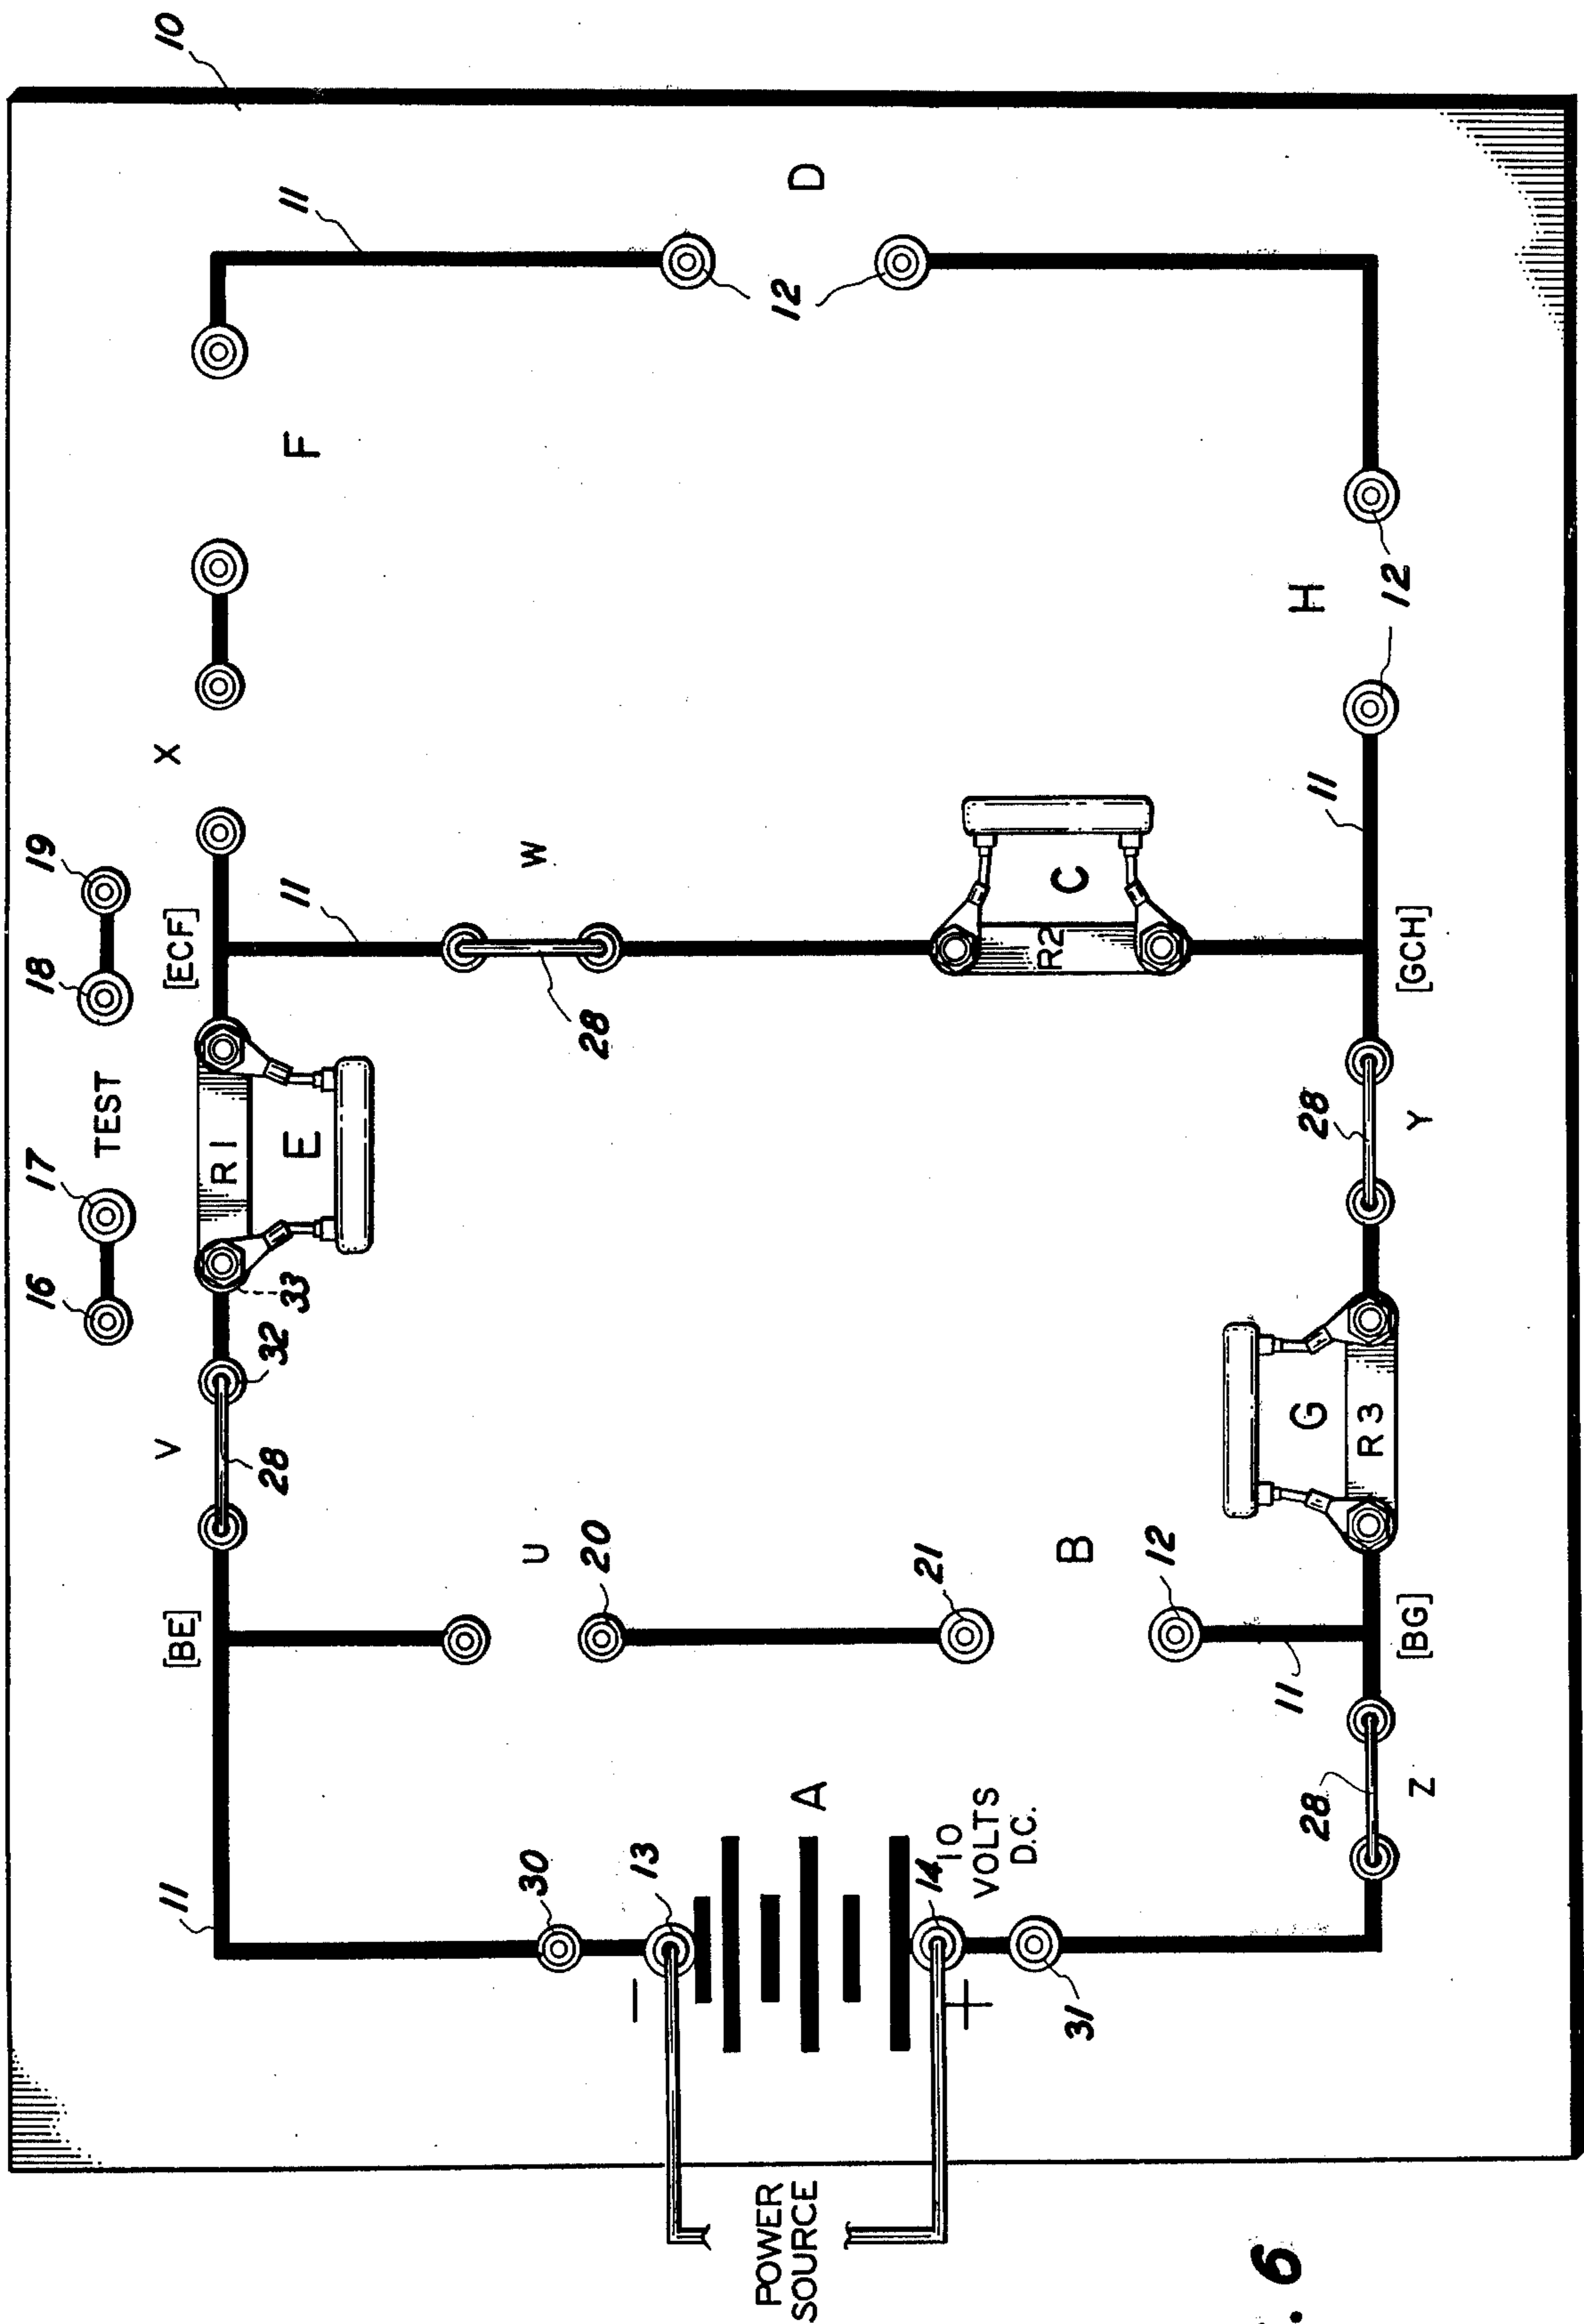 10
16
17
TEST
18
19
[BE]
V
[ECF]
X
11
28
32
33
R1
E
11
F
11
U
20
W
28
30
13
POWER
SOURCE
−
A
10
VOLTS
D.C.
14
+
31
21
B
12
R2
C
12
D
11
G
R3
28
Y
11
H
12
28
Z
[BG]
[GCH]
. 6